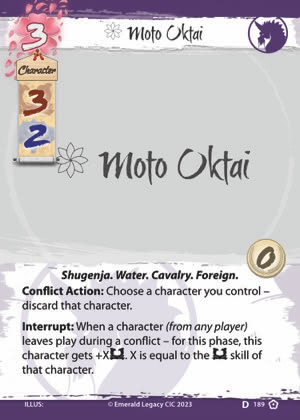 3
Moto Oktai
Character
3
2
Moto Oktai
0
Shugenja. Water. Cavalry. Foreign.
Conflict Action: Choose a character you control –
discard that character.
Interrupt: When a character (from any player)
leaves play during a conflict – for this phase, this
character gets +X. X is equal to the skill of
that character.
ILLUS:
© Emerald Legacy CIC 2023
D 189